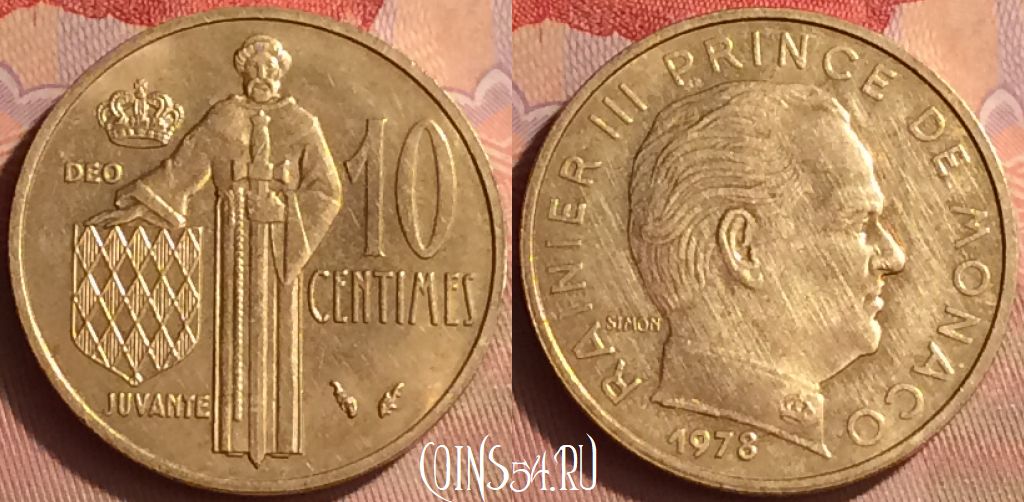 DEO
10
CENTIMES
JUVANTE
RAINIER III PRINCE DE MONACO
SIMON
1978
COINS54.RU